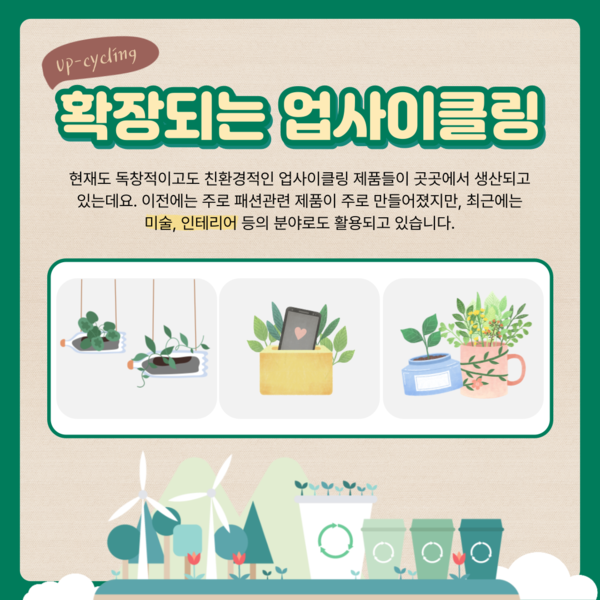 up-cycling
확장되는 업사이클링
현재도 독창적이고도 친환경적인 업사이클링 제품들이 곳곳에서 생산되고
있는데요. 이전에는 주로 패션관련 제품이 주로 만들어졌지만, 최근에는
미술, 인테리어 등의 분야로도 활용되고 있습니다.